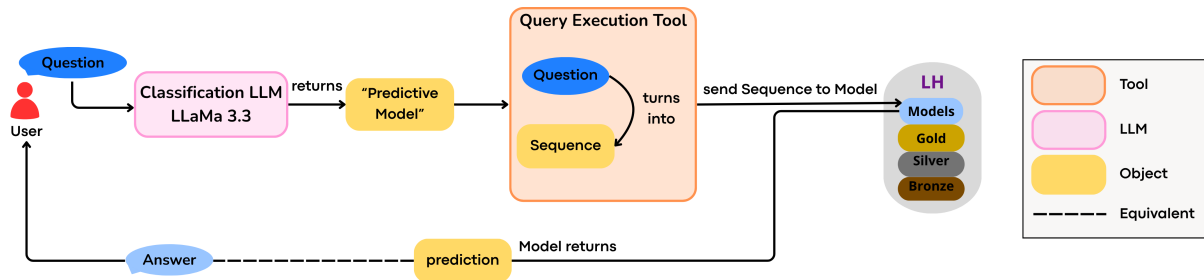 Query Execution Tool
Question
User
Classification LLM
LLaMa 3.3
returns
“Predictive
Model”
Question
turns
into
Sequence
send Sequence to Model
LH
Models
Gold
Silver
Bronze
Tool
LLM
Object
Equivalent
Answer
prediction
Model returns